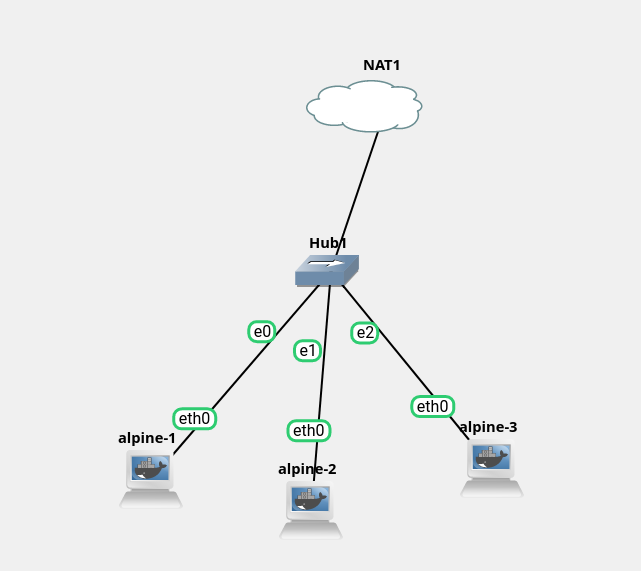 NAT1
Hub1
e0
e1
e2
eth0
eth0
eth0
alpine-1
alpine-2
alpine-3